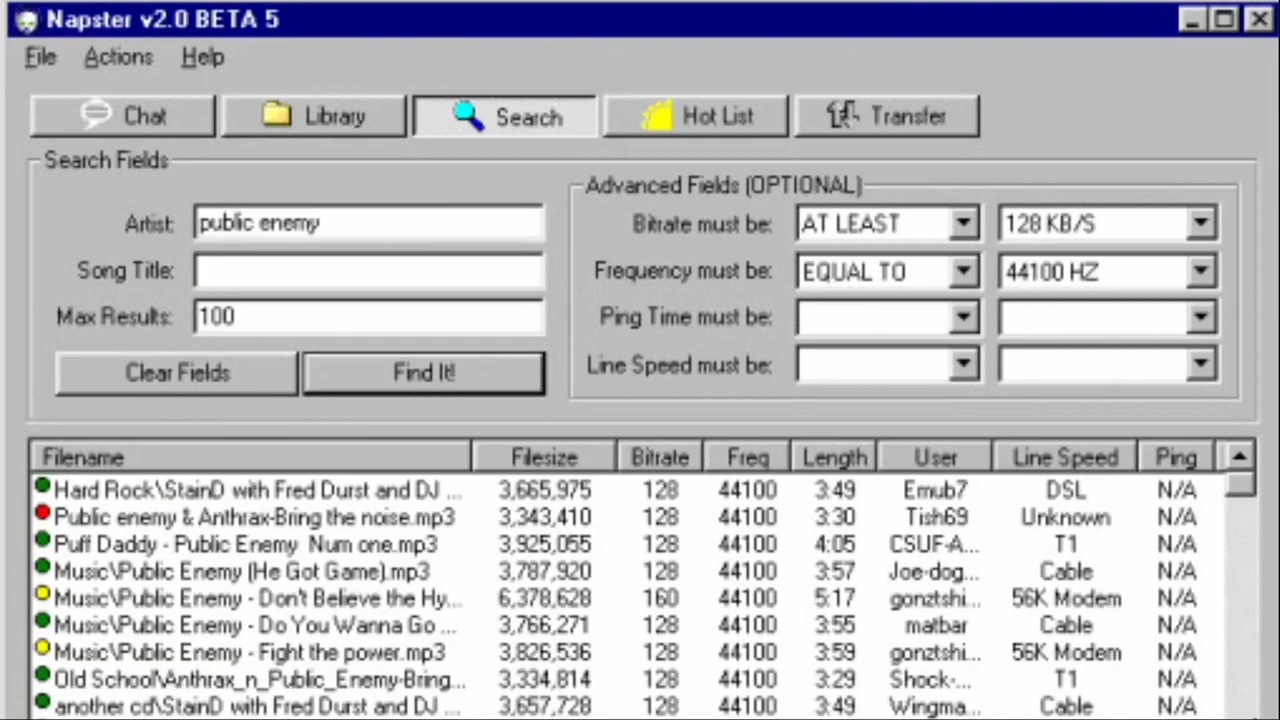 Napster v2.0 BETA 5
File Actions Help
Chat Library Search Hot List Transfer
Search Fields
Advanced Fields (OPTIONAL)
Artist: public enemy Bitrate must be: AT LEAST 128 KB/S
Song Title: Frequency must be: EQUAL TO 44100 HZ
Max Results: 100 Ping Time must be:
Clear Fields Find It! Line Speed must be:
Filename Filesize Bitrate Freq Length User Line Speed Ping
Hard Rock\StainD with Fred Durst and DJ ... 3,665,975 128 44100 3:49 Emub7 DSL N/A
Public enemy & Anthrax-Bring the noise.mp3 3,343,410 128 44100 3:30 Tish69 Unknown N/A
Puff Daddy - Public Enemy Num one.mp3 3,925,055 128 44100 4:05 CSUF-A... T1 N/A
Music\Public Enemy (He Got Game).mp3 3,787,920 128 44100 3:57 Joe-dog... Cable N/A
Music\Public Enemy - Don't Believe the Hy... 6,378,628 160 44100 5:17 gonztshi... 56K Modem N/A
Music\Public Enemy - Do You Wanna Go ... 3,766,271 128 44100 3:55 matbar Cable N/A
Music\Public Enemy - Fight the power.mp3 3,826,536 128 44100 3:59 gonztshi... 56K Modem N/A
Old School\Anthrax_n_Public_Enemy-Bring... 3,334,814 128 44100 3:29 Shock-... T1 N/A
another cd\StainD with Fred Durst and DJ ... 3,657,728 128 44100 3:49 Wingma... Cable N/A